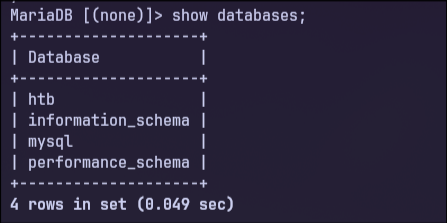 MariaDB [(none)]> show databases;
+--------------------+
| Database           |
+--------------------+
| htb                |
| information_schema |
| mysql              |
| performance_schema |
+--------------------+
4 rows in set (0.049 sec)